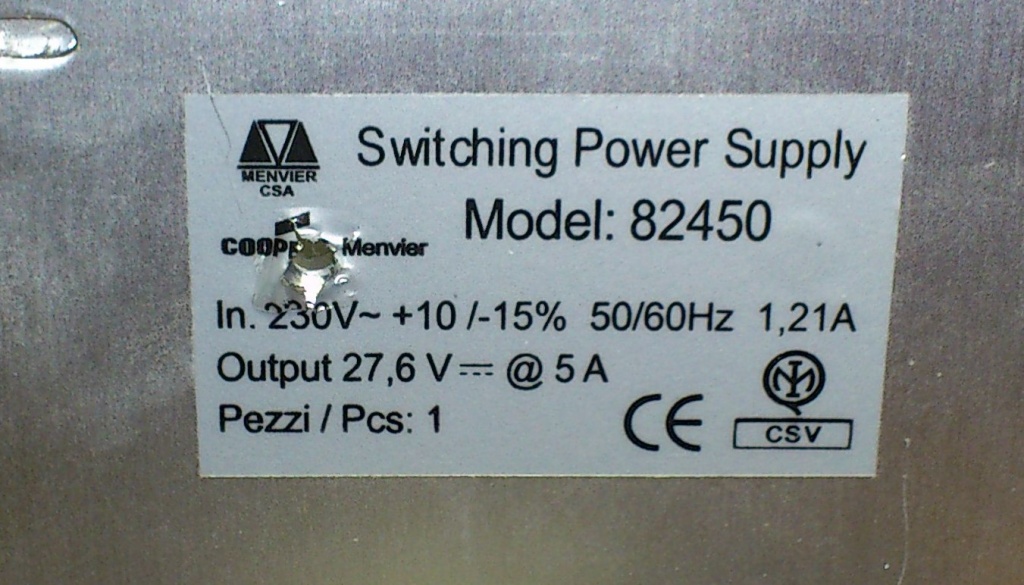 MENVIER
CSA
Switching Power Supply
Model: 82450
Menvier
In. 230V~ +10 /-15% 50/60Hz 1,21A
Output 27,6 V⎓ @ 5 A
Pezzi / Pcs: 1
CE
CSV